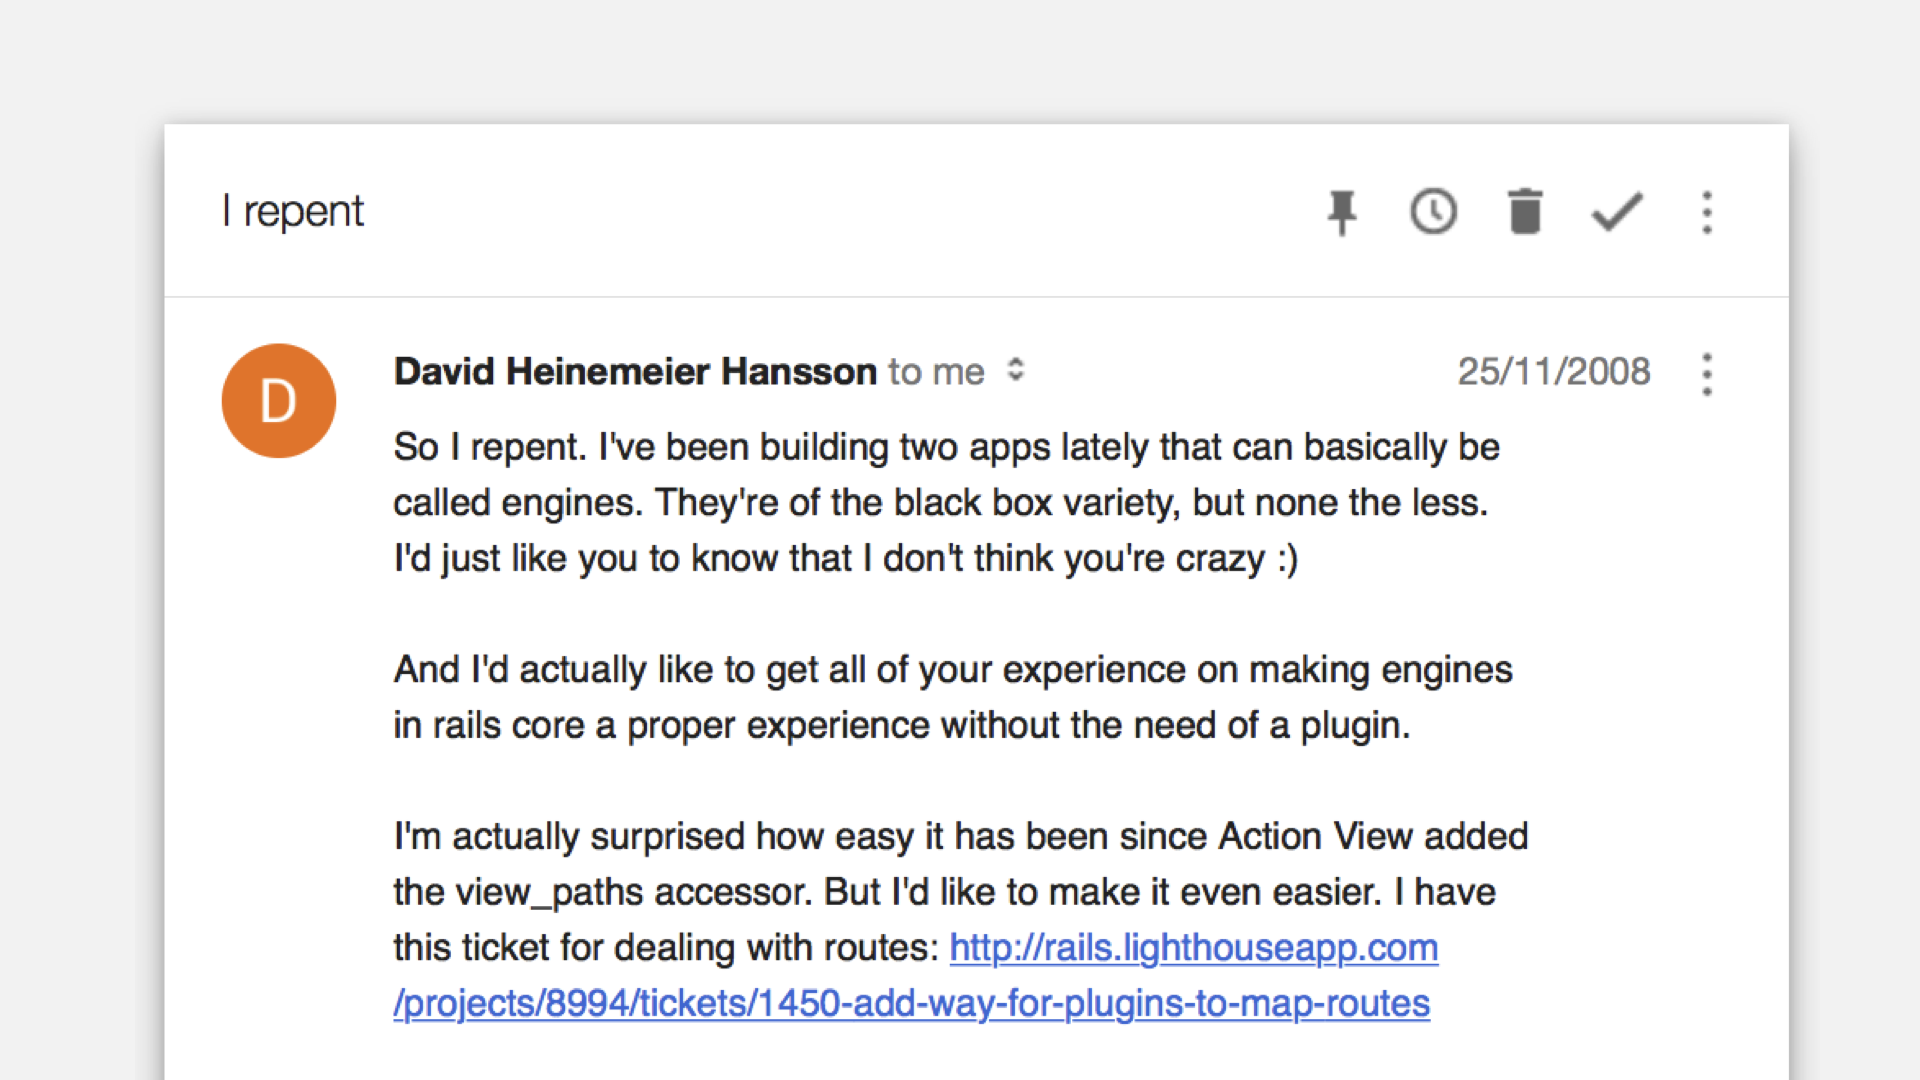 I repent
D
David Heinemeier Hansson to me
25/11/2008
So I repent. I've been building two apps lately that can basically be
called engines. They're of the black box variety, but none the less.
I'd just like you to know that I don't think you're crazy :)
And I'd actually like to get all of your experience on making engines
in rails core a proper experience without the need of a plugin.
I'm actually surprised how easy it has been since Action View added
the view_paths accessor. But I'd like to make it even easier. I have
this ticket for dealing with routes: http://rails.lighthouseapp.com
/projects/8994/tickets/1450-add-way-for-plugins-to-map-routes